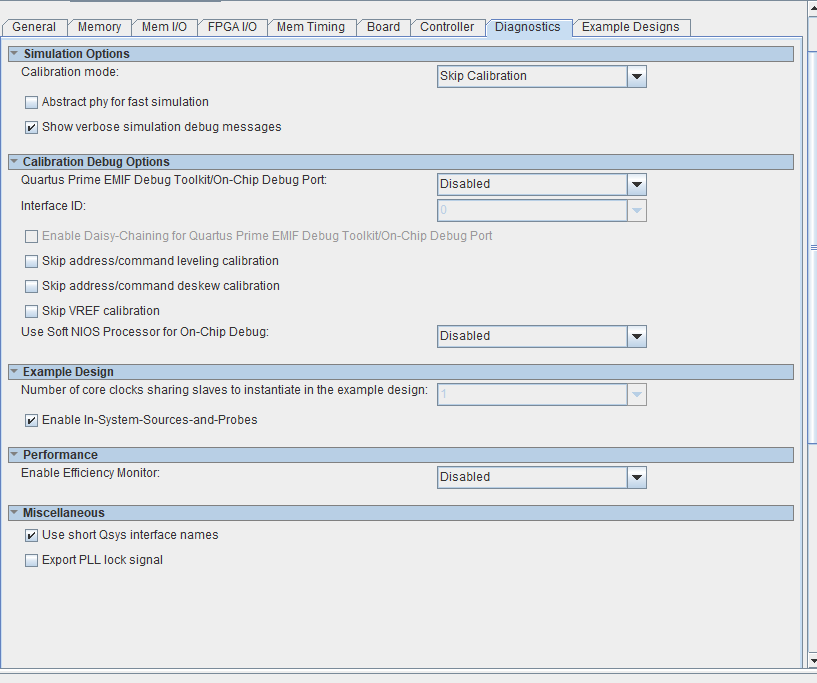 General Memory Mem I/O FPGA I/O Mem Timing Board Controller Diagnostics Example Designs
Simulation Options
Calibration mode: Skip Calibration
Abstract phy for fast simulation
Show verbose simulation debug messages
Calibration Debug Options
Quartus Prime EMIF Debug Toolkit/On-Chip Debug Port: Disabled
Interface ID: 0
Enable Daisy-Chaining for Quartus Prime EMIF Debug Toolkit/On-Chip Debug Port
Skip address/command leveling calibration
Skip address/command deskew calibration
Skip VREF calibration
Use Soft NIOS Processor for On-Chip Debug: Disabled
Example Design
Number of core clocks sharing slaves to instantiate in the example design: 1
Enable In-System-Sources-and-Probes
Performance
Enable Efficiency Monitor: Disabled
Miscellaneous
Use short Qsys interface names
Export PLL lock signal